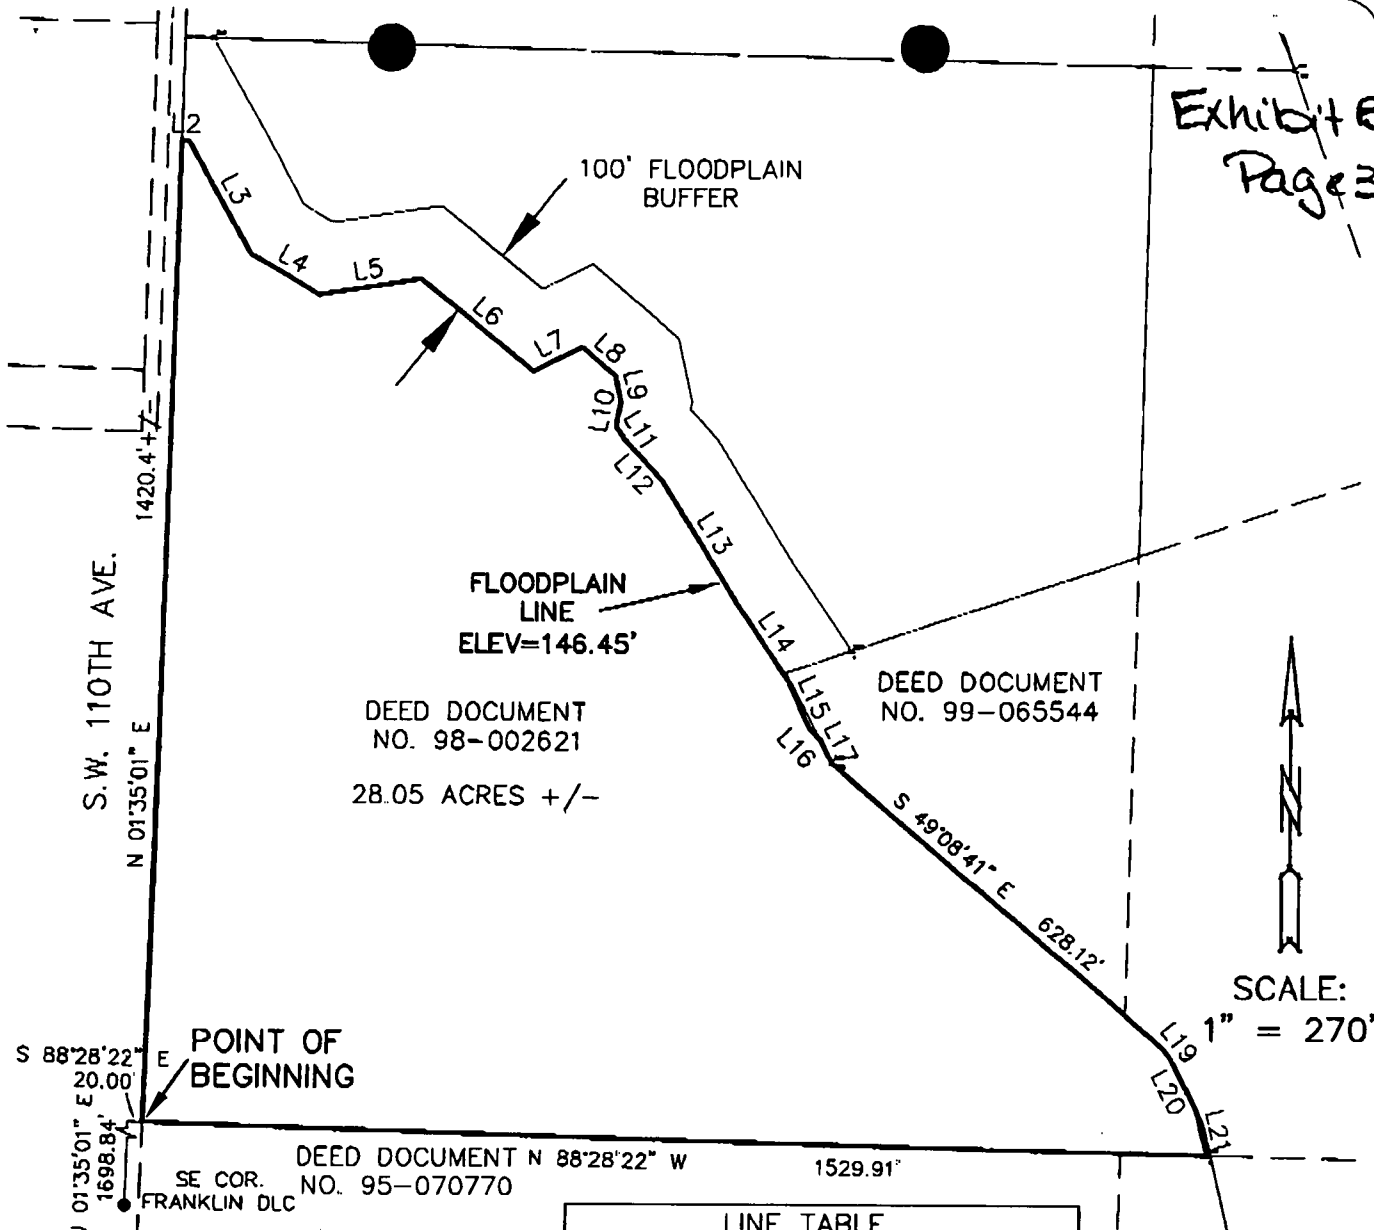 Exhibit
Page 3
L2
L3
L4
L5
L6
L7
L8
L9
L10
L11
L12
L13
L14
L15
L16
L17
100' FLOODPLAIN
BUFFER
1420.4'+/-
S.W. 110TH AVE.
N 01°35'01" E
FLOODPLAIN
LINE
ELEV=146.45'
DEED DOCUMENT
NO. 98-002621
28.05 ACRES +/-
DEED DOCUMENT
NO. 99-065544
S 49°08'41" E
628.12'
N
SCALE:
1" = 270'
L19
L20
L21
POINT OF
BEGINNING
S 88°28'22" E
20.00'
01°35'01" E
1698.84'
SE COR.
FRANKLIN DLC
DEED DOCUMENT
NO. 95-070770
N 88°28'22" W
1529.91'
LINE TABLE